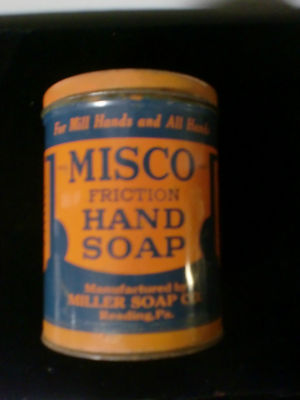 For Mill Hands and All Hands
MISCO
FRICTION
HAND
SOAP
Manufactured by
MILLER SOAP CO.
Reading, Pa.